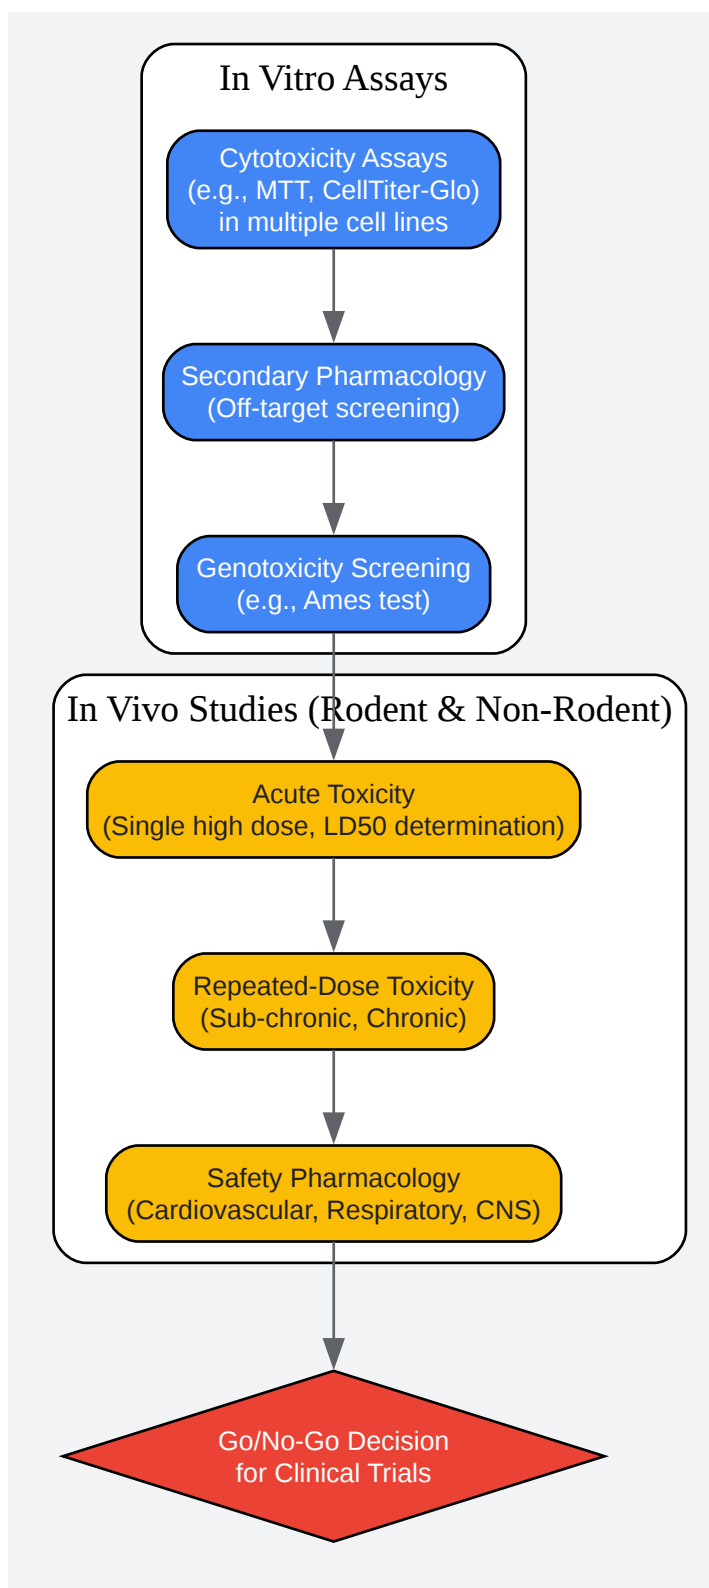 In Vitro Assays
Cytotoxicity Assays
(e.g., MTT, CellTiter-Glo)
in multiple cell lines
Secondary Pharmacology
(Off-target screening)
Genotoxicity Screening
(e.g., Ames test)
In Vivo Studies (Rodent & Non-Rodent)
Acute Toxicity
(Single high dose, LD50 determination)
Repeated-Dose Toxicity
(Sub-chronic, Chronic)
Safety Pharmacology
(Cardiovascular, Respiratory, CNS)
Go/No-Go Decision
for Clinical Trials